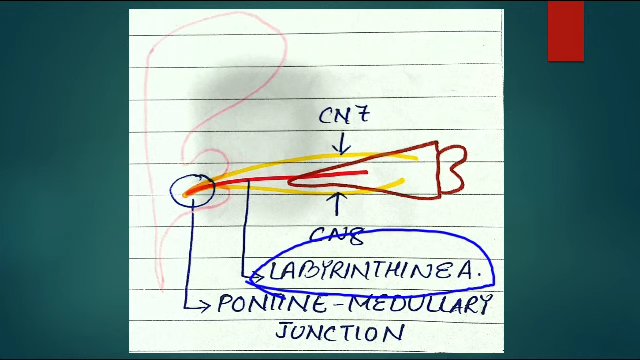 CN7
CN8
LABYRINTHINE A.
PONTINE-MEDULLARY
JUNCTION